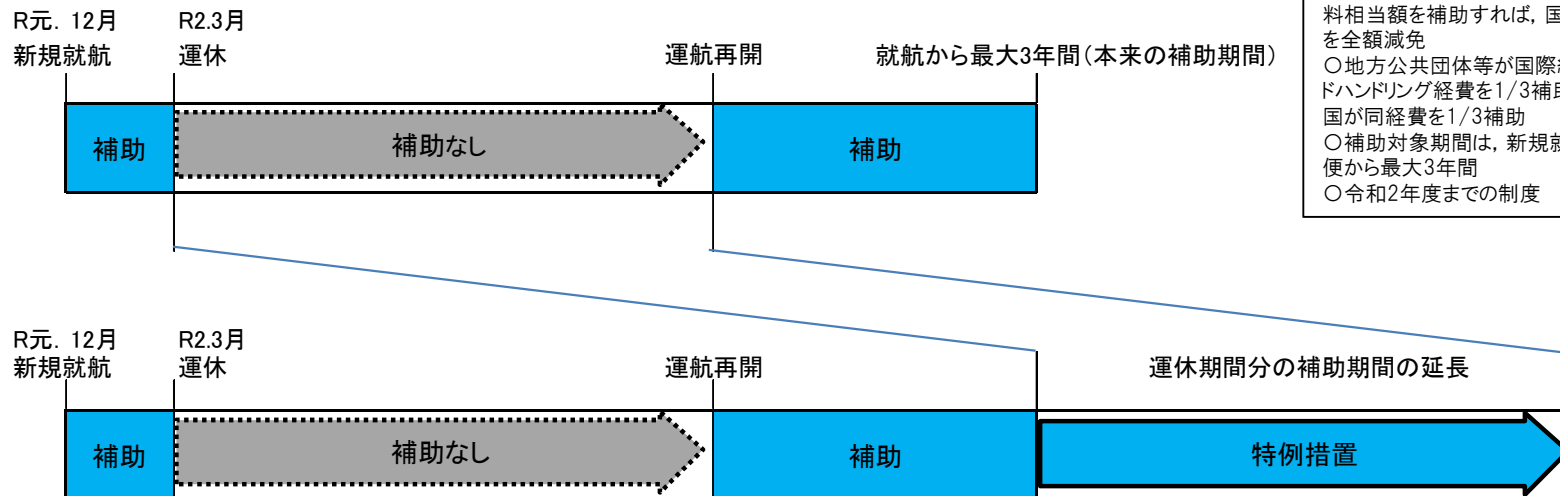 R元．12月 R2.3月
新規就航 運休 運航再開 就航から最大3年間（本来の補助期間）
補助 補助なし 補助
料相当額を補助すれば，国
を全額減免
○地方公共団体等が国際
ドハンドリング経費を1/3補
国が同経費を1/3補助
○補助対象期間は，新規
便から最大3年間
○令和2年度までの制度
R元．12月 R2.3月
新規就航 運休 運航再開 運休期間分の補助期間の延長
補助 補助なし 補助 特例措置